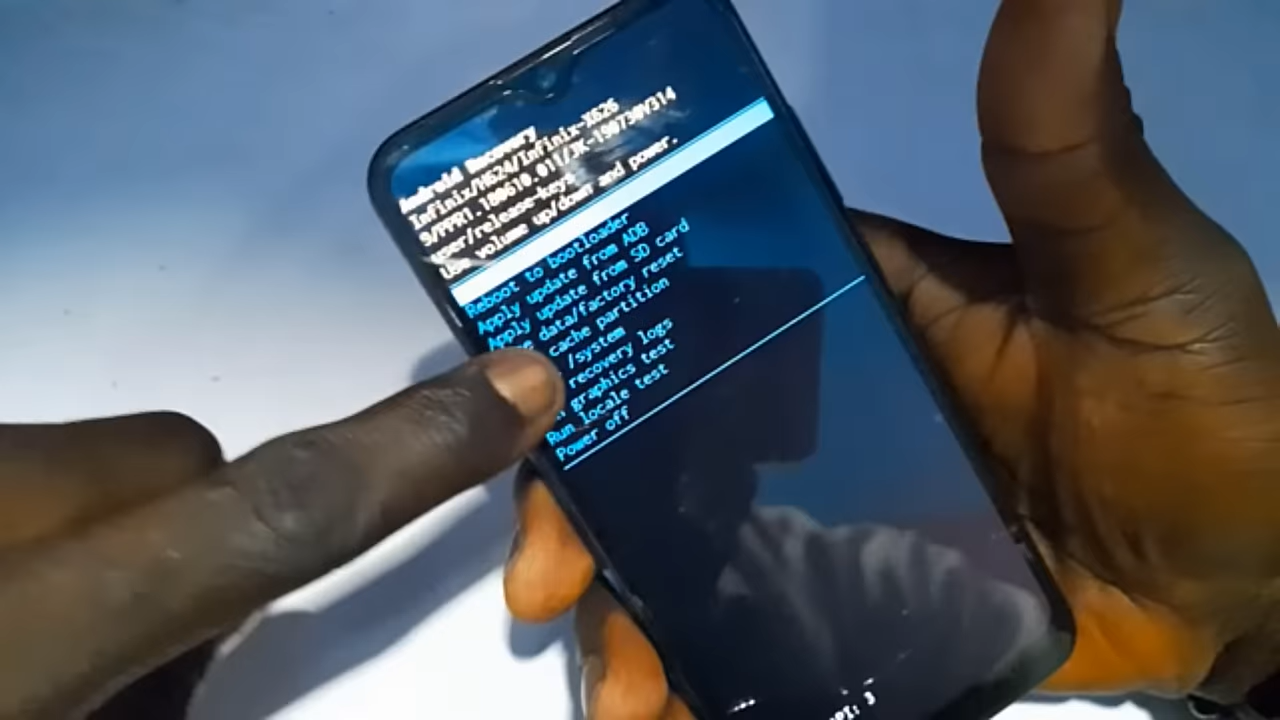 Android Recovery
Infinix/H624/Infinix-X626
9/PPR1.180610.011/JK-190730V314
user/release-keys
Use volume up/down and power.
Reboot to bootloader
Apply update from ADB
Apply update from SD card
data/factory reset
cache partition
/system
recovery logs
graphics test
Run locale test
Power off
API: 3